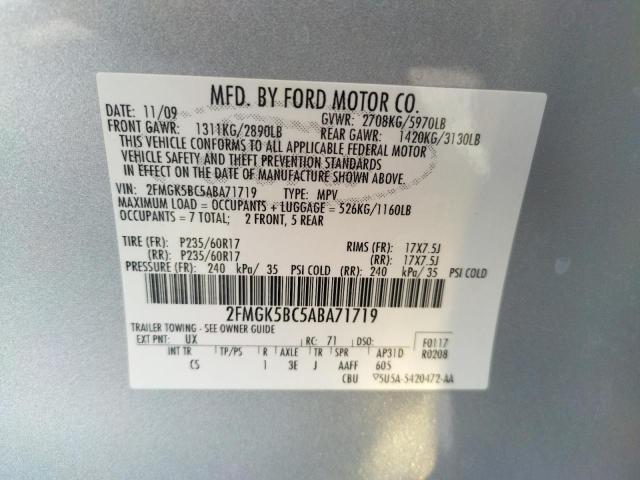 MFD. BY FORD MOTOR CO.
DATE: 11/09 GVWR: 2708KG/5970LB
FRONT GAWR: 1311KG/2890LB REAR GAWR: 1420KG/3130LB
THIS VEHICLE CONFORMS TO ALL APPLICABLE FEDERAL MOTOR
VEHICLE SAFETY AND THEFT PREVENTION STANDARDS
IN EFFECT ON THE DATE OF MANUFACTURE SHOWN ABOVE.
VIN: 2FMGK5BC5ABA71719 TYPE: MPV
MAXIMUM LOAD = OCCUPANTS + LUGGAGE = 526KG/1160LB
OCCUPANTS = 7 TOTAL; 2 FRONT, 5 REAR
TIRE (FR): P235/60R17 RIMS (FR): 17X7.5J
(RR): P235/60R17 (RR): 17X7.5J
PRESSURE (FR): 240 kPa/ 35 PSI COLD (RR): 240 kPa/ 35 PSI COLD
2FMGK5BC5ABA71719
TRAILER TOWING - SEE OWNER GUIDE
EXT PNT: UX RC: 71 DSO: F0117
INT TR TP/PS R AXLE TR SPR AP31D R0208
C5 1 3E J AAFF 605
CBU 5U5A-5420472-AA